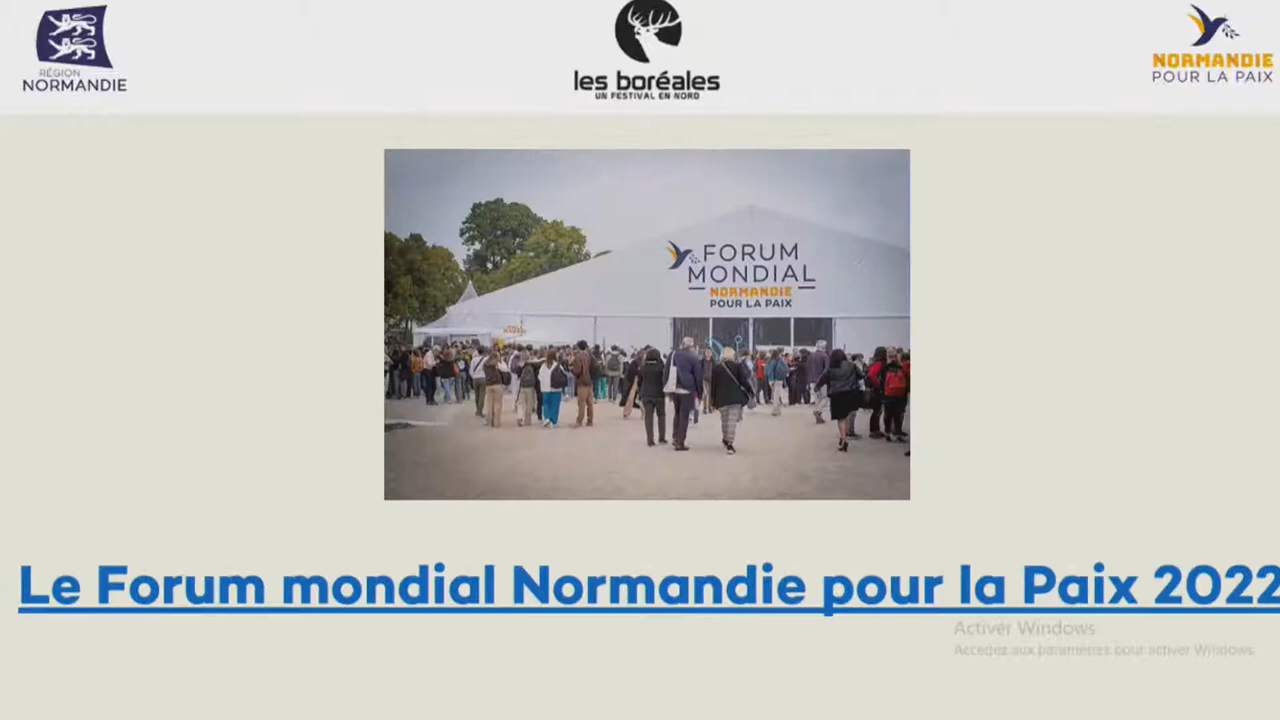 RÉGION
NORMANDIE
les boréales
UN FESTIVAL EN NORD
NORMANDIE
POUR LA PAIX
FORUM
MONDIAL
NORMANDIE
POUR LA PAIX
Le Forum mondial Normandie pour la Paix 2022
Activer Windows
Accédez aux paramètres pour activer Windows.